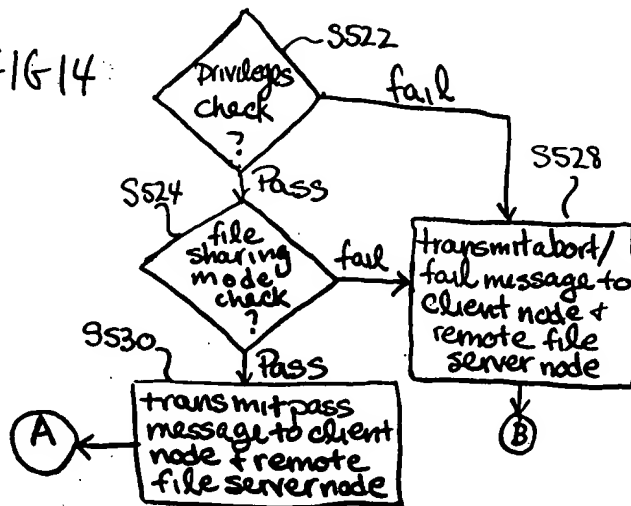 FIG 14
S522
Privileges
check
?
fail
Pass
S528
S524
file
sharing
mode
check
?
fail
transmit abort/
fail message to
client node &
remote file
server node
S530
Pass
transmit pass
message to client
node & remote
file server node
A
B